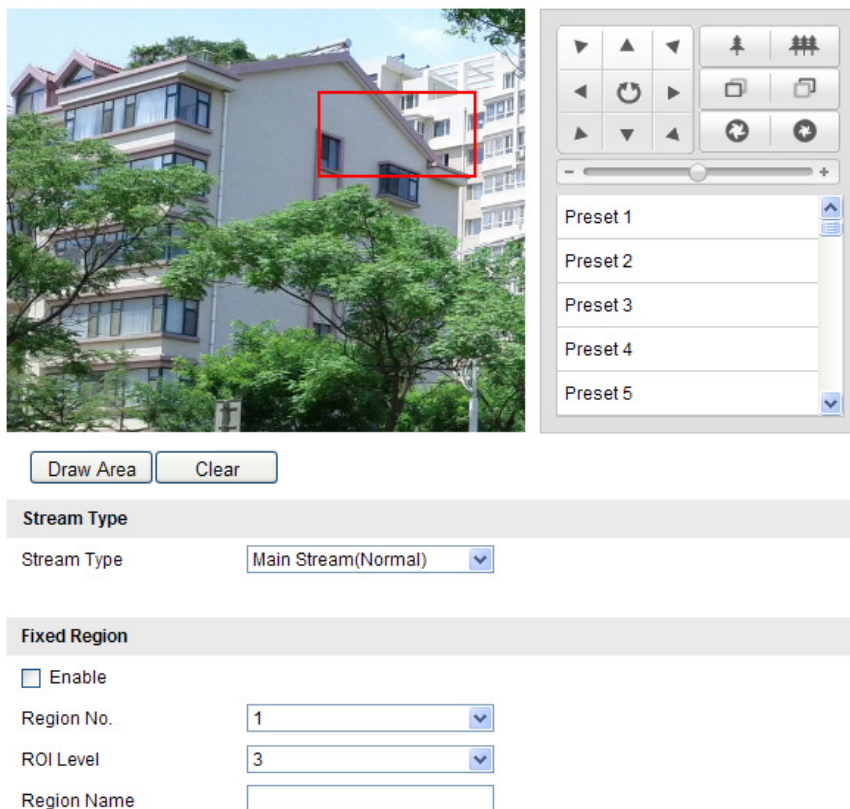 Preset 1
Preset 2
Preset 3
Preset 4
Preset 5
Draw Area Clear
Stream Type
Stream Type Main Stream(Normal)
Fixed Region
Enable
Region No. 1
ROI Level 3
Region Name